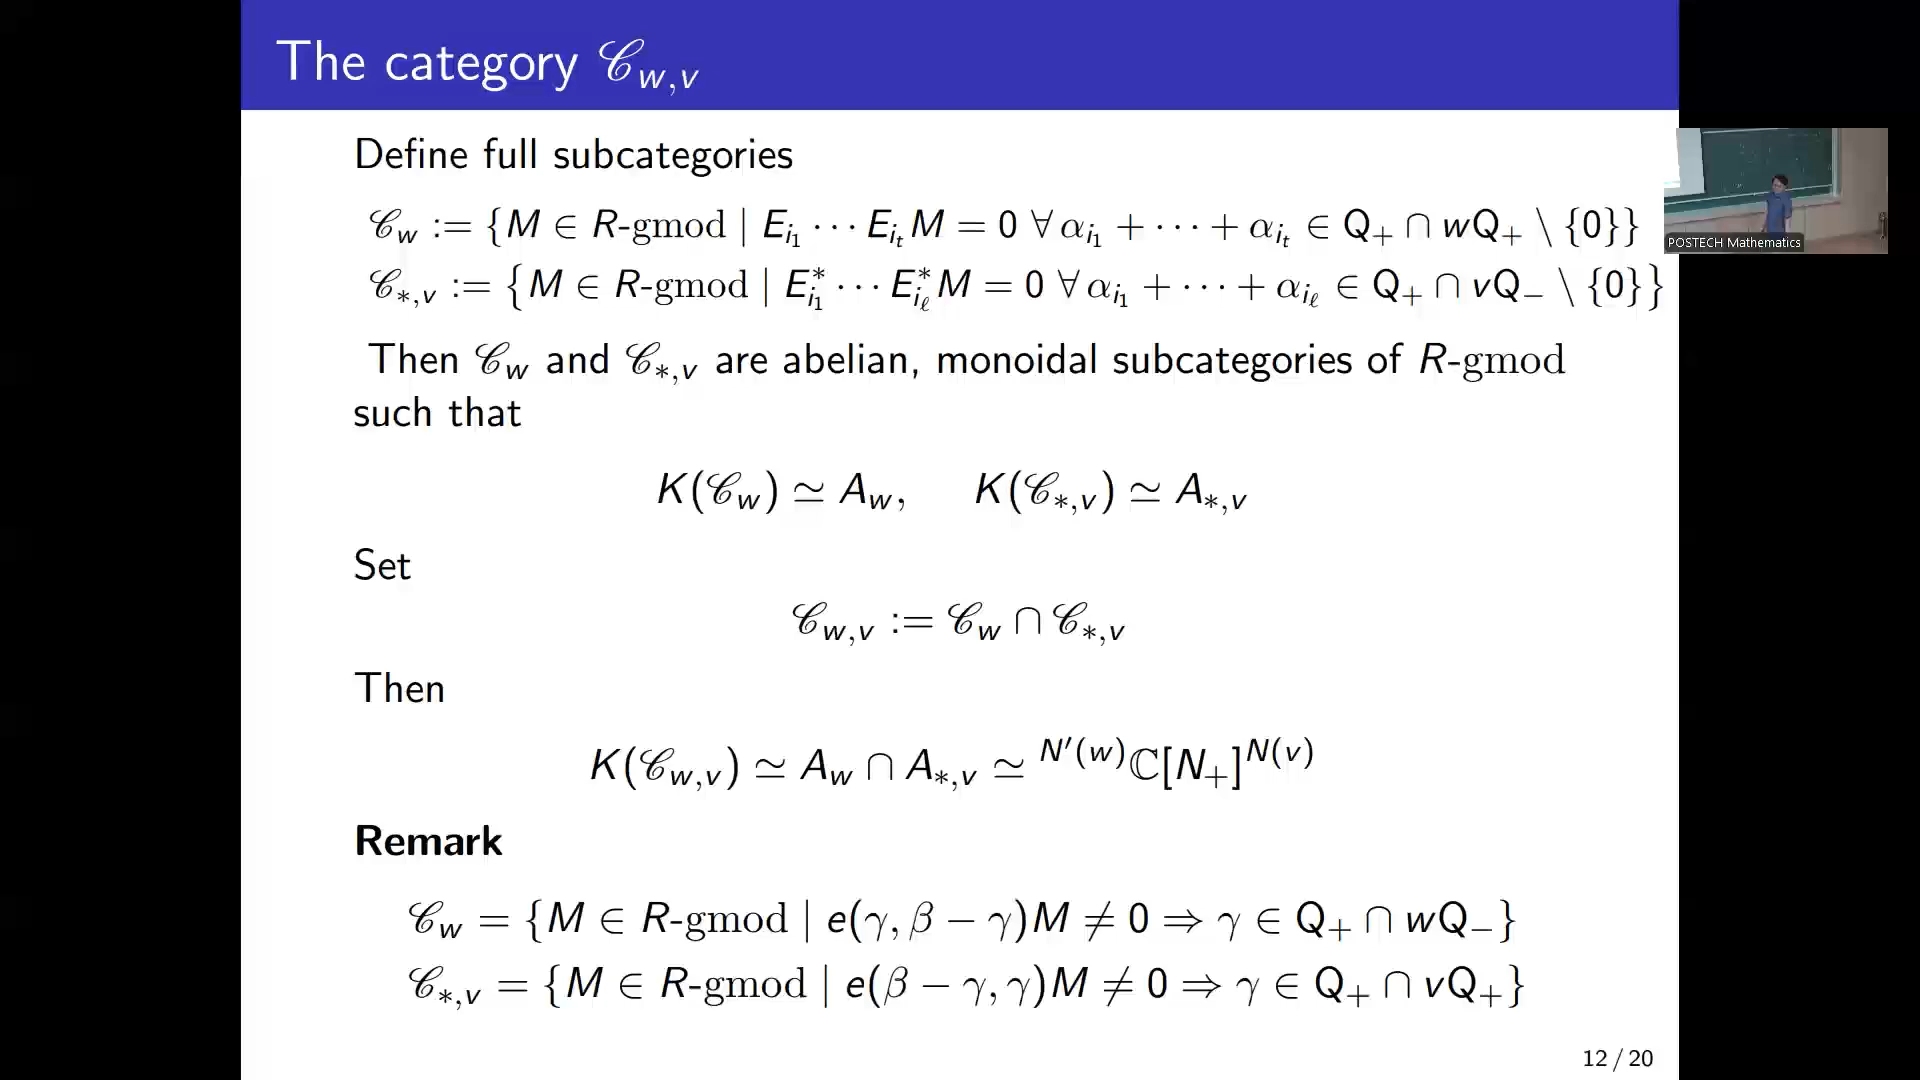 The category 𝒞_{w,v}
Define full subcategories
𝒞_w := {M ∈ R-gmod | E_{i_1} ··· E_{i_t} M = 0 ∀ α_{i_1} + ··· + α_{i_t} ∈ Q_+ ∩ wQ_+ \ {0}}
𝒞_{*,v} := {M ∈ R-gmod | E^*_{i_1} ··· E^*_{i_ℓ} M = 0 ∀ α_{i_1} + ··· + α_{i_ℓ} ∈ Q_+ ∩ vQ_− \ {0}}
Then 𝒞_w and 𝒞_{*,v} are abelian, monoidal subcategories of R-gmod
such that
K(𝒞_w) ≃ A_w, K(𝒞_{*,v}) ≃ A_{*,v}
Set
𝒞_{w,v} := 𝒞_w ∩ 𝒞_{*,v}
Then
K(𝒞_{w,v}) ≃ A_w ∩ A_{*,v} ≃ ^{N′(w)}ℂ[N_+]^{N(v)}
Remark
𝒞_w = {M ∈ R-gmod | e(γ, β − γ)M ≠ 0 ⇒ γ ∈ Q_+ ∩ wQ_−}
𝒞_{*,v} = {M ∈ R-gmod | e(β − γ, γ)M ≠ 0 ⇒ γ ∈ Q_+ ∩ vQ_+}
12 / 20
POSTECH Mathematics